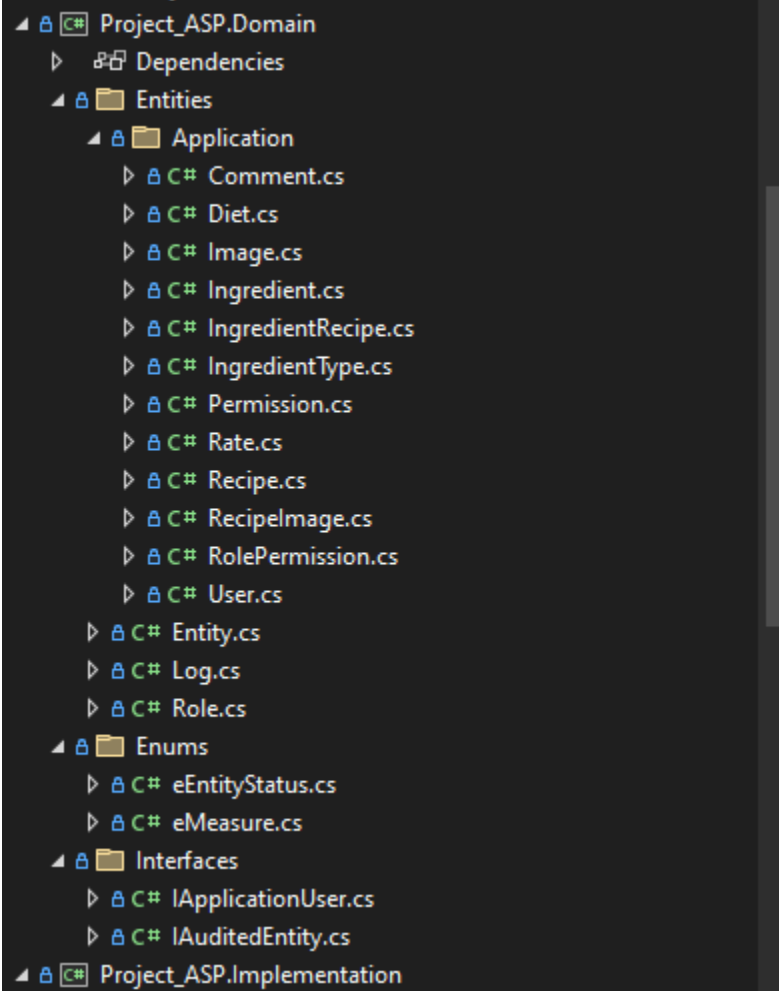 C# Project_ASP.Domain
Dependencies
Entities
Application
C# Comment.cs
C# Diet.cs
C# Image.cs
C# Ingredient.cs
C# IngredientRecipe.cs
C# IngredientType.cs
C# Permission.cs
C# Rate.cs
C# Recipe.cs
C# RecipeImage.cs
C# RolePermission.cs
C# User.cs
C# Entity.cs
C# Log.cs
C# Role.cs
Enums
C# eEntityStatus.cs
C# eMeasure.cs
Interfaces
C# IApplicationUser.cs
C# IAuditedEntity.cs
C# Project_ASP.Implementation